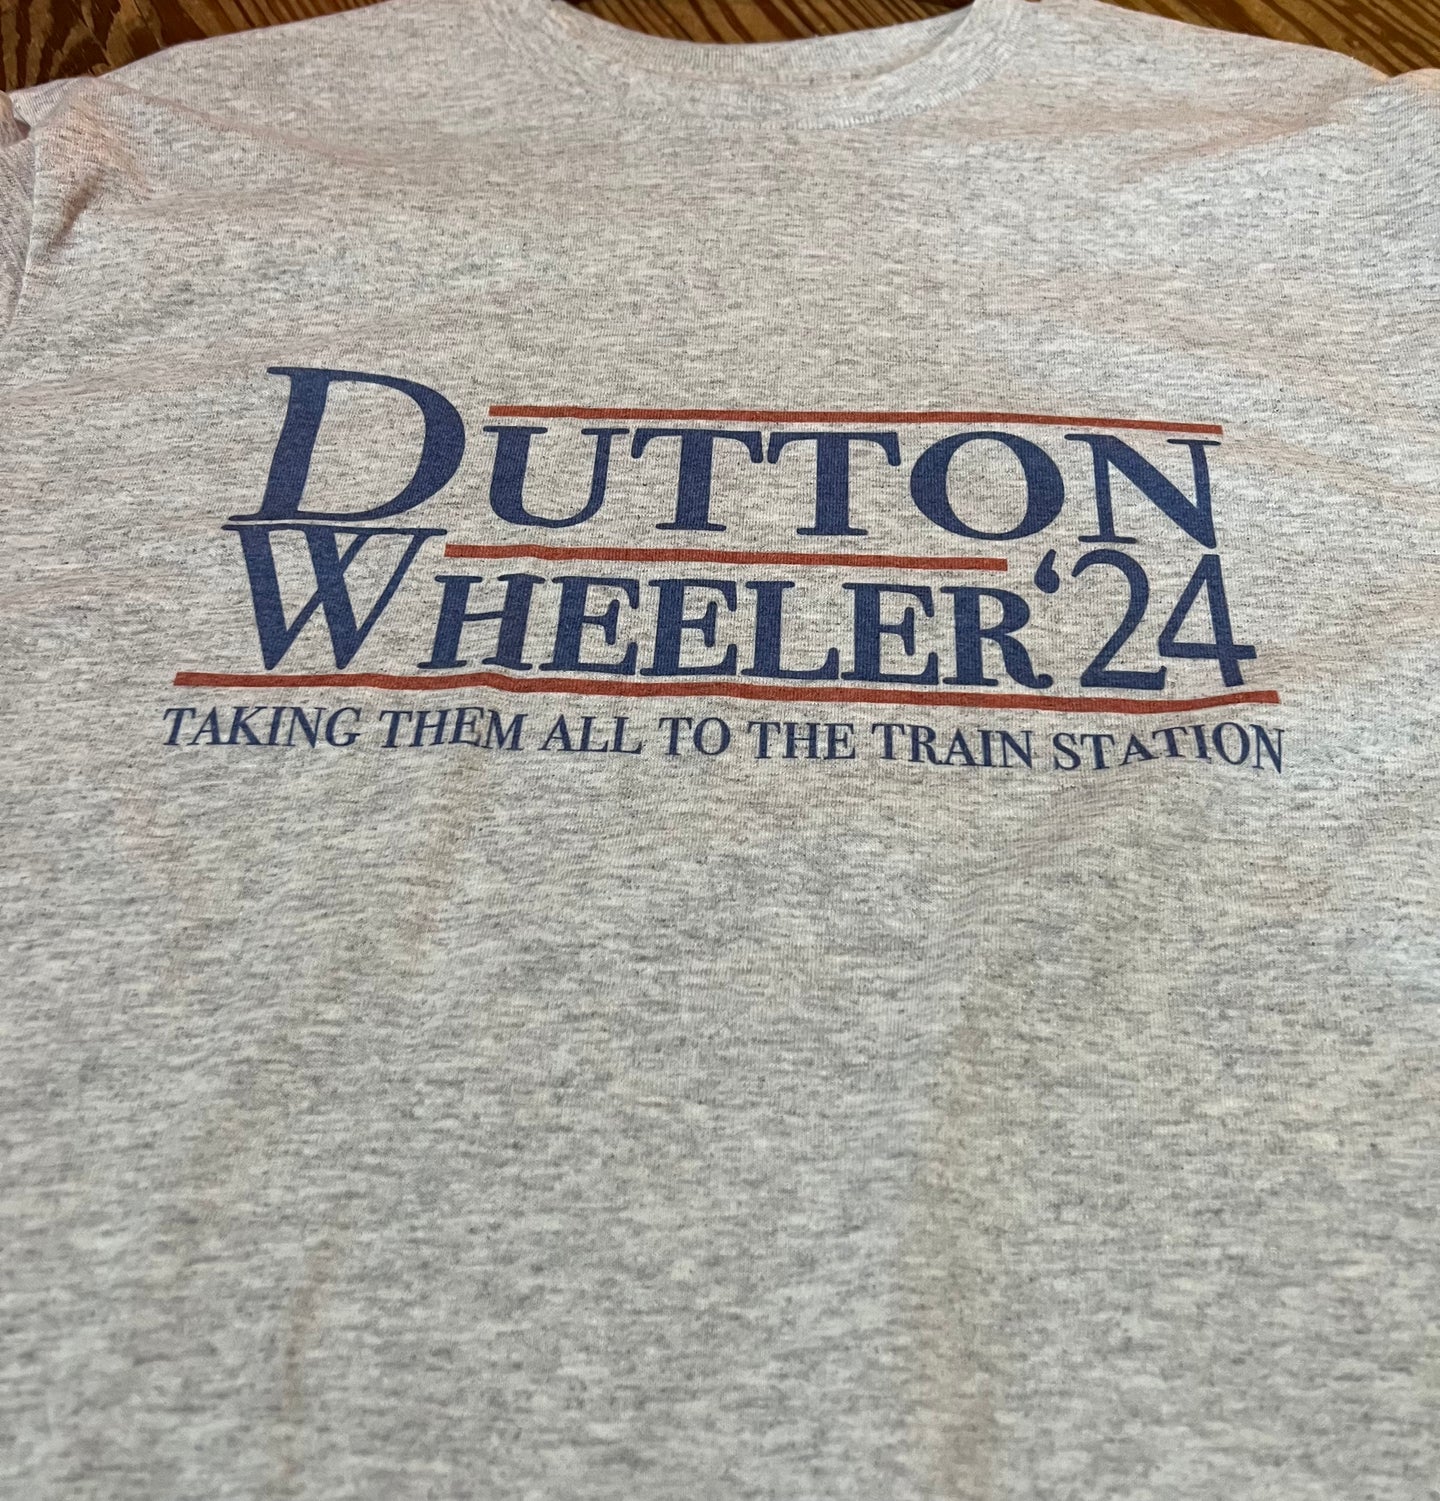 DUTTON
WHEELER ‘24
TAKING THEM ALL TO THE TRAIN STATION